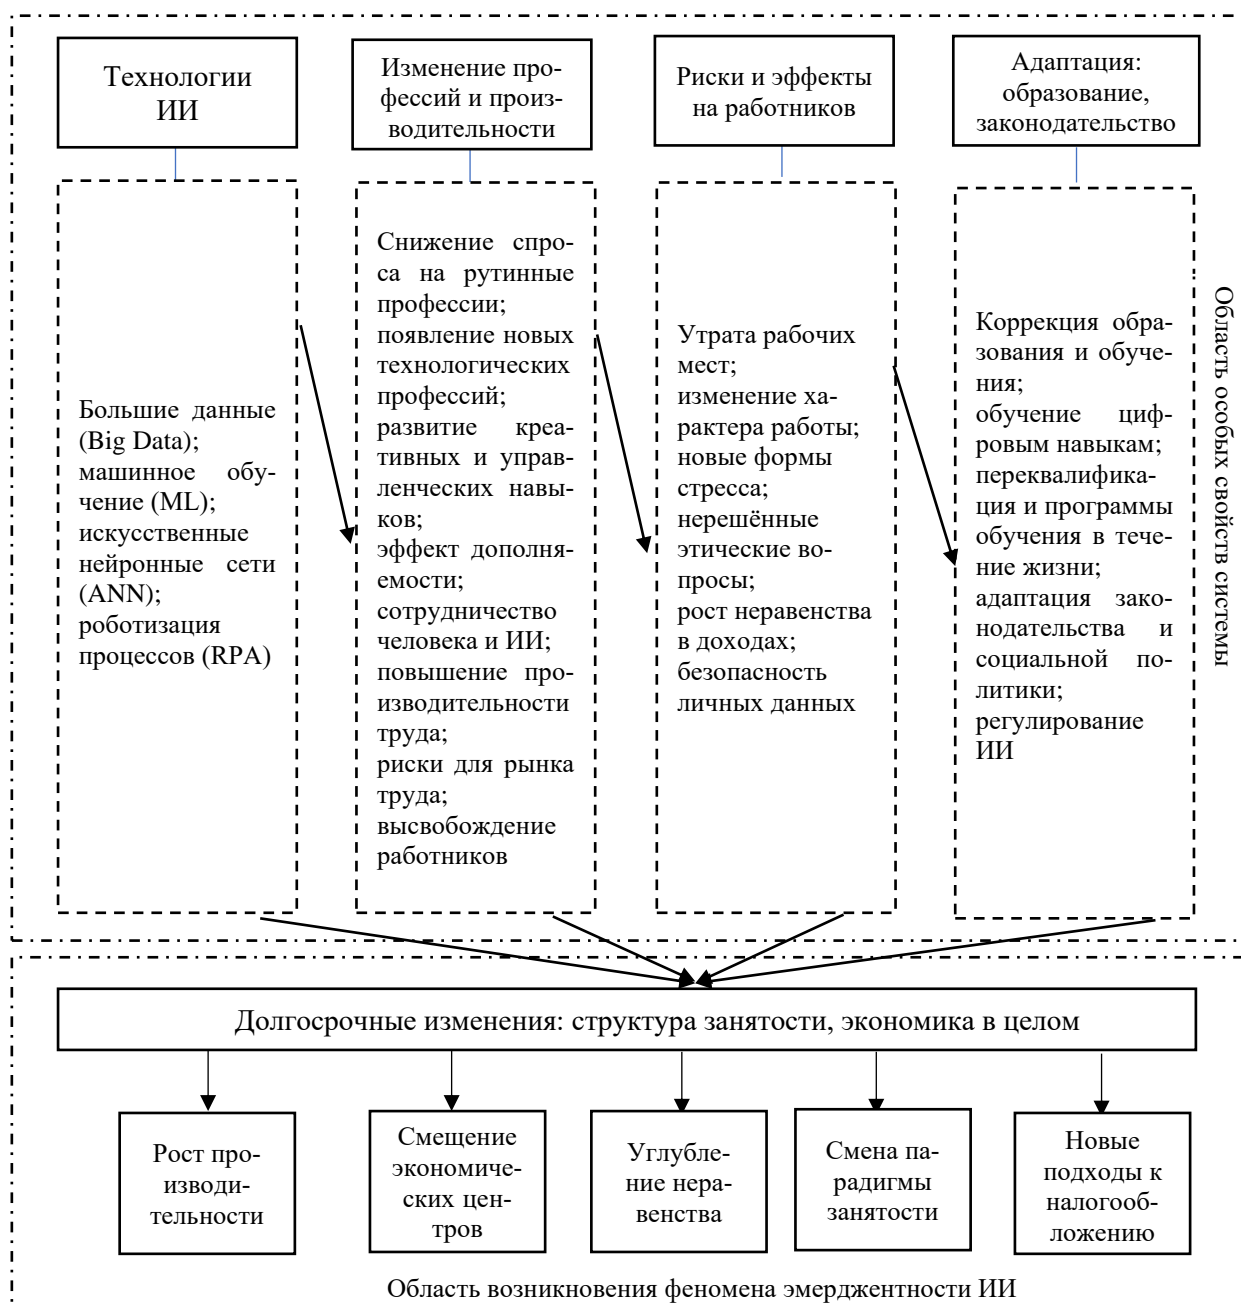 Технологии
ИИ
Изменение про-
фессий и произ-
водительности
Риски и эффекты
на работников
Адаптация:
образование,
законодательство
Большие данные
(Big Data);
машинное обу-
чение (ML);
искусственные
нейронные сети
(ANN);
роботизация
процессов (RPA)
Снижение спро-
са на рутинные
профессии;
появление новых
технологических
профессий;
развитие креа-
тивных и управ-
ленческих навы-
ков;
эффект дополня-
емости;
сотрудничество
человека и ИИ;
повышение про-
изводительности
труда;
риски для рынка
труда;
высвобождение
работников
Утрата рабочих
мест;
изменение ха-
рактера работы;
новые формы
стресса;
нерешённые
этические во-
просы;
рост неравенства
в доходах;
безопасность
личных данных
Коррекция обра-
зования и обуче-
ния;
обучение циф-
ровым навыкам;
переквалифика-
ция и программы
обучения в тече-
ние жизни;
адаптация зако-
нодательства и
социальной по-
литики;
регулирование
ИИ
Область особых свойств системы
Долгосрочные изменения: структура занятости, экономика в целом
Рост про-
изводи-
тельности
Смещение
экономиче-
ских цен-
тров
Углубле-
ние нера-
венства
Смена па-
радигмы
занятости
Новые
подходы к
налогооб-
ложению
Область возникновения феномена эмерджентности ИИ